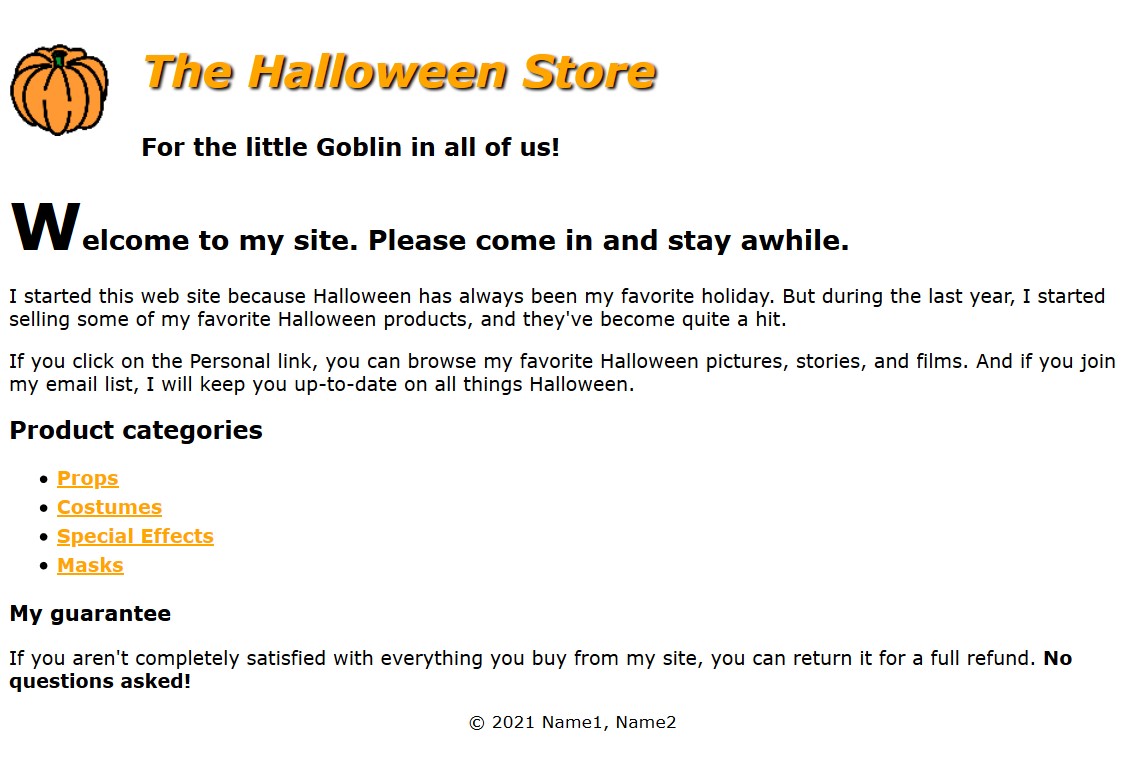 The Halloween Store
For the little Goblin in all of us!
Welcome to my site. Please come in and stay awhile.
I started this web site because Halloween has always been my favorite holiday. But during the last year, I started
selling some of my favorite Halloween products, and they've become quite a hit.
If you click on the Personal link, you can browse my favorite Halloween pictures, stories, and films. And if you join
my email list, I will keep you up-to-date on all things Halloween.
Product categories
• Props
• Costumes
• Special Effects
• Masks
My guarantee
If you aren't completely satisfied with everything you buy from my site, you can return it for a full refund. No
questions asked!
© 2021 Name1, Name2